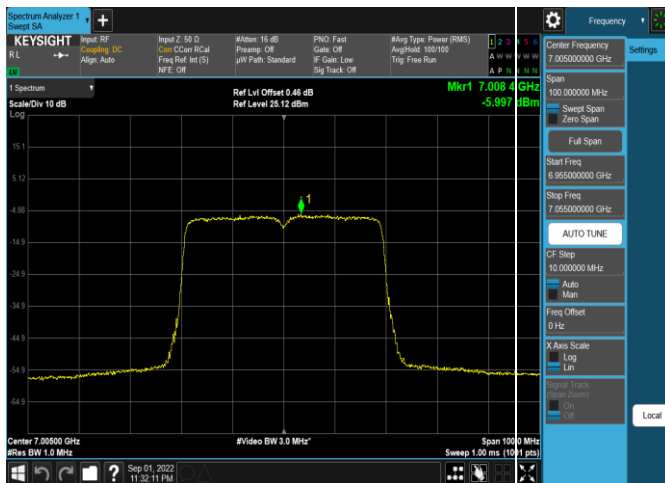 Spectrum Analyzer 1
Swept SA
+
Frequency
KEYSIGHT
R L
Input: RF
Coupling: DC
Align: Auto
Input Z: 50 Ω
Corr CCorr RCal
Freq Ref: Int (S)
NFE: Off
#Atten: 16 dB
Preamp: Off
µW Path: Standard
PNO: Fast
Gate: Off
IF Gain: Low
Sig Track: Off
#Avg Type: Power (RMS)
Avg|Hold: 100/100
Trig: Free Run
1 2 3 4 5 6
A W W W W W
A P N N N N
1 Spectrum
Scale/Div 10 dB
Log
Ref Lvl Offset 0.46 dB
Ref Level 25.12 dBm
Mkr1 7.008 4 GHz
-5.997 dBm
15.1
5.12
-4.88
-14.9
-24.9
-34.9
-44.9
-54.9
-64.9
1
Center 7.00500 GHz
#Res BW 1.0 MHz
#Video BW 3.0 MHz*
Span 100.0 MHz
Sweep 1.00 ms (1001 pts)
Sep 01, 2022
11:32:11 PM
Center Frequency
7.005000000 GHz
Span
100.000000 MHz
Swept Span
Zero Span
Full Span
Start Freq
6.955000000 GHz
Stop Freq
7.055000000 GHz
AUTO TUNE
CF Step
10.000000 MHz
Auto
Man
Freq Offset
0 Hz
X Axis Scale
Log
Lin
Signal Track
(Span Zoom)
On
Off
Settings
Local